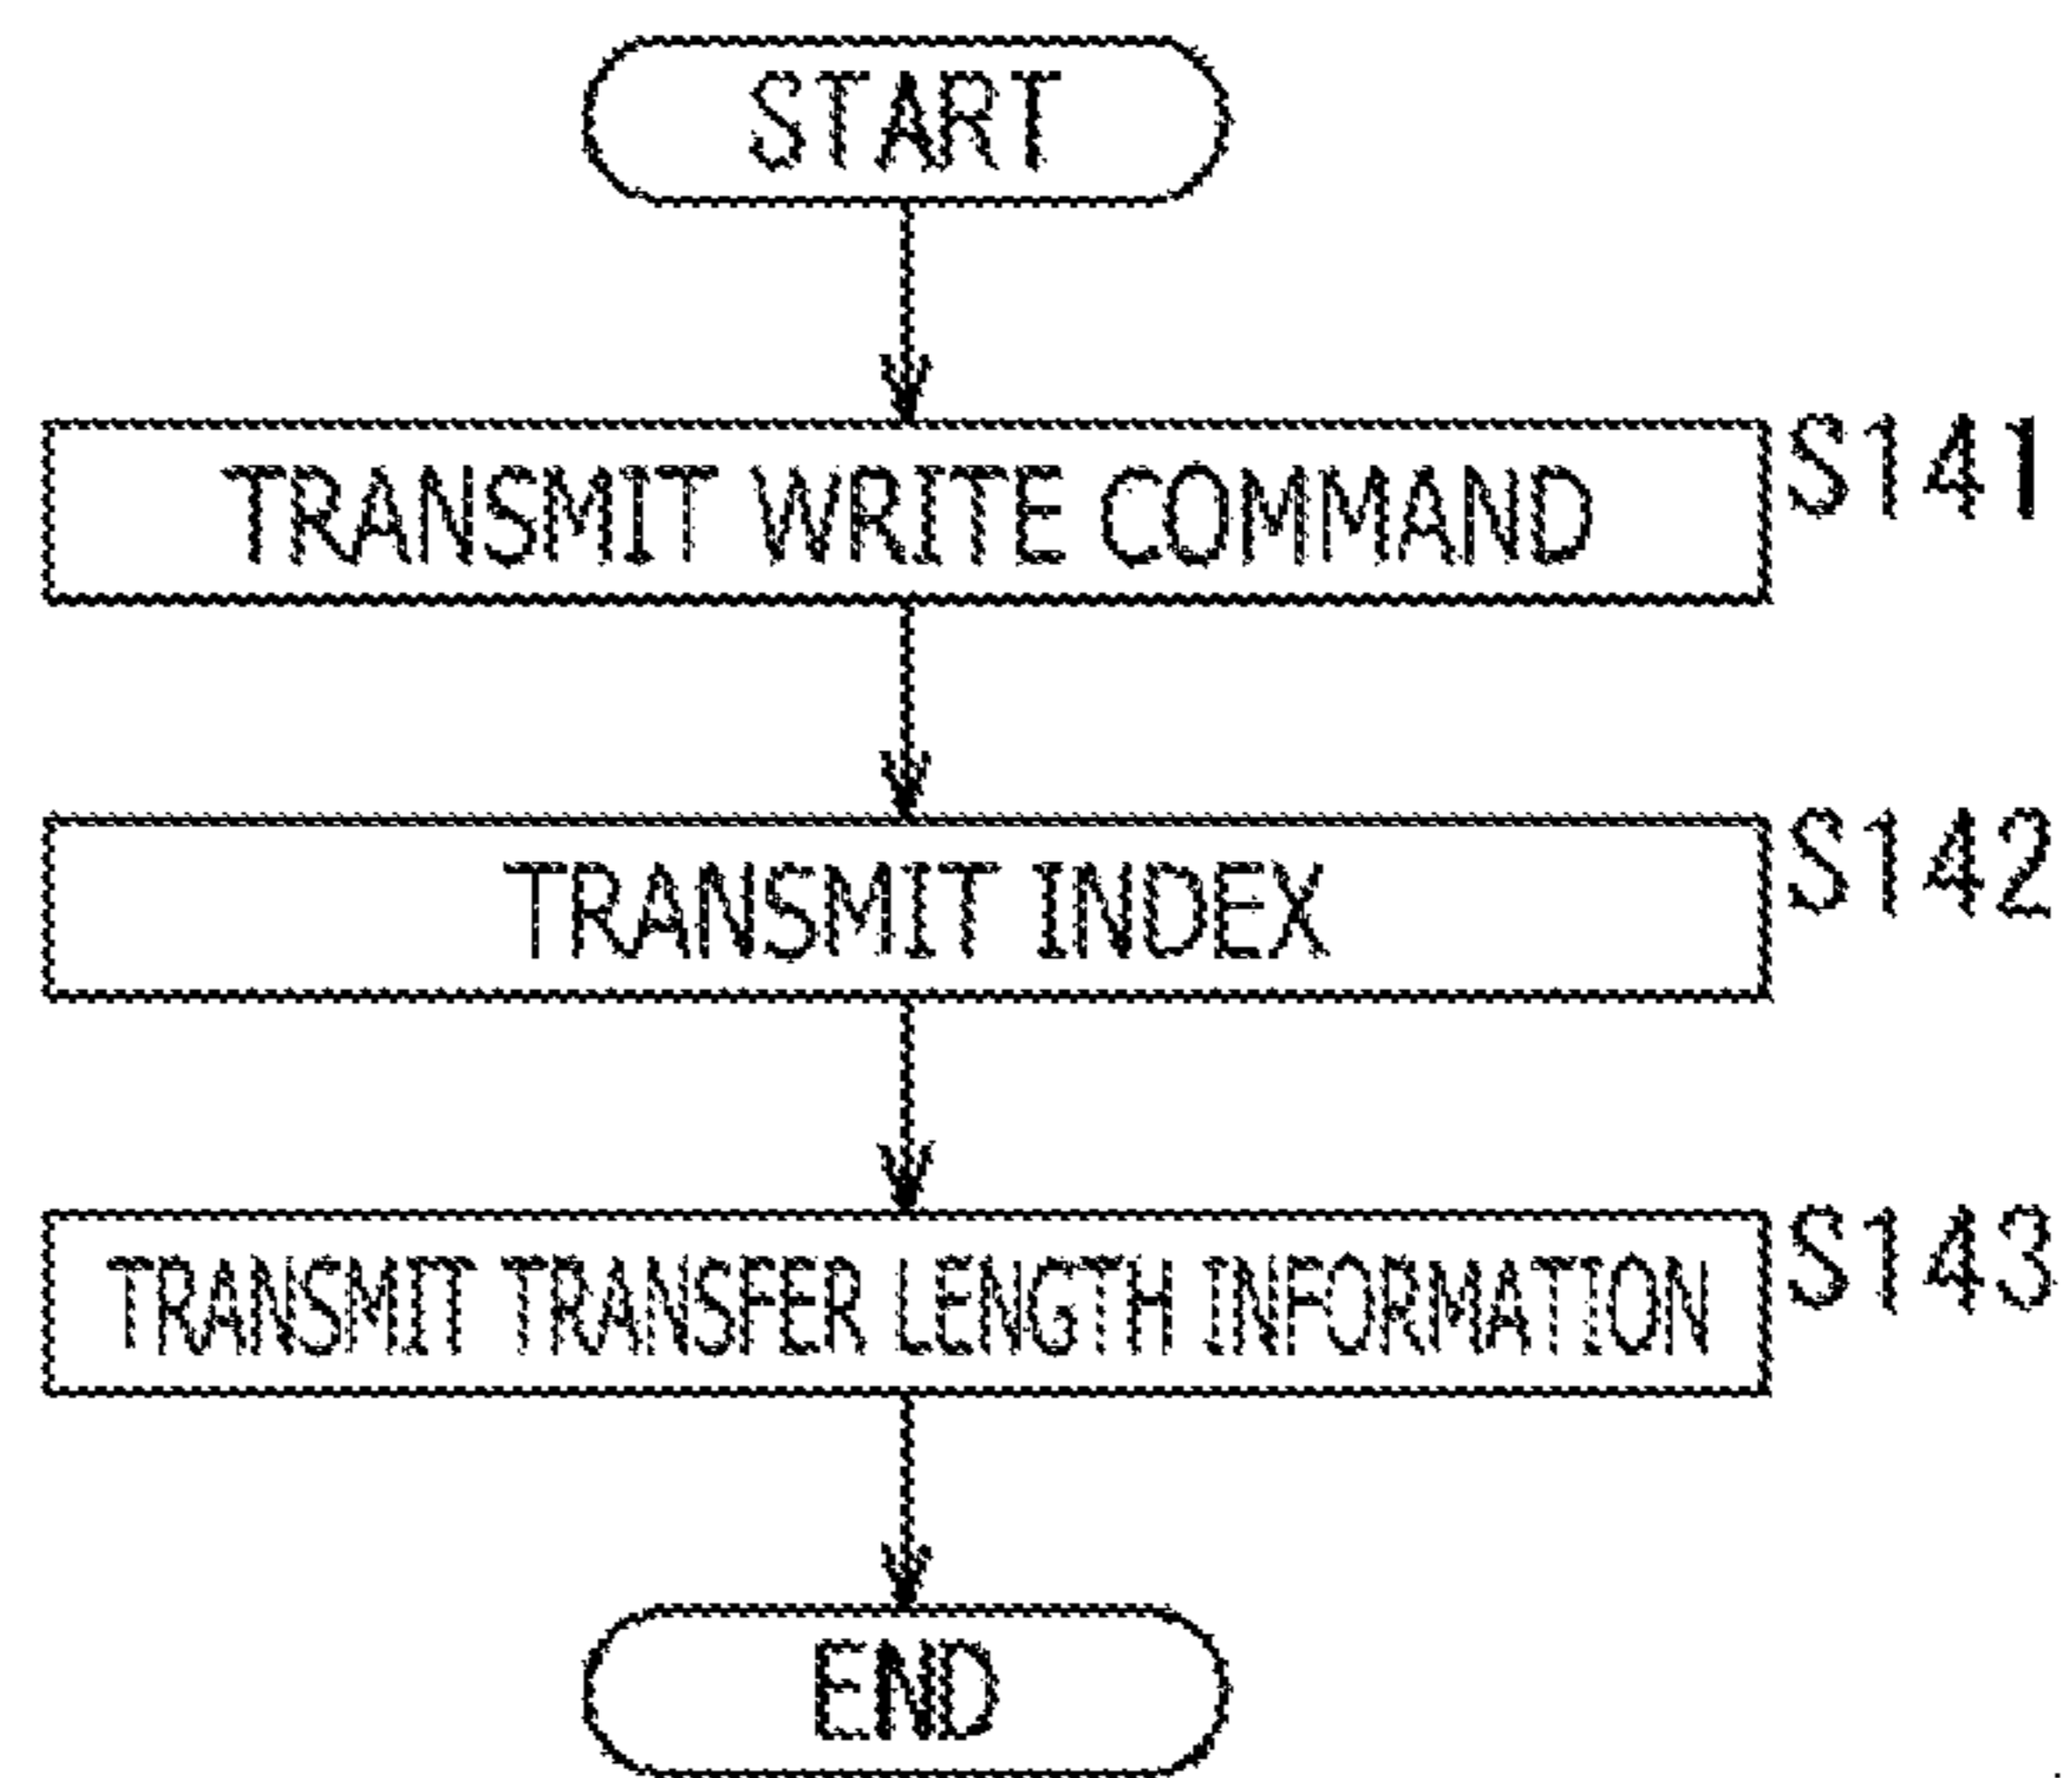 START
TRANSMIT WRITE COMMAND
S141
TRANSMIT INDEX
S142
TRANSMIT TRANSFER LENGTH INFORMATION
S143
END